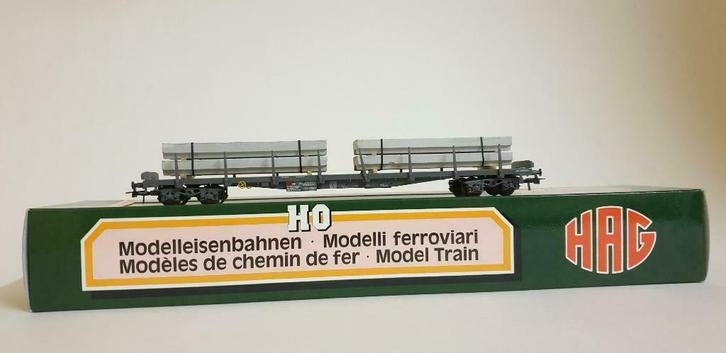 HO
Modelleisenbahnen · Modelli ferroviari
Modèles de chemin de fer · Model Train
HAG